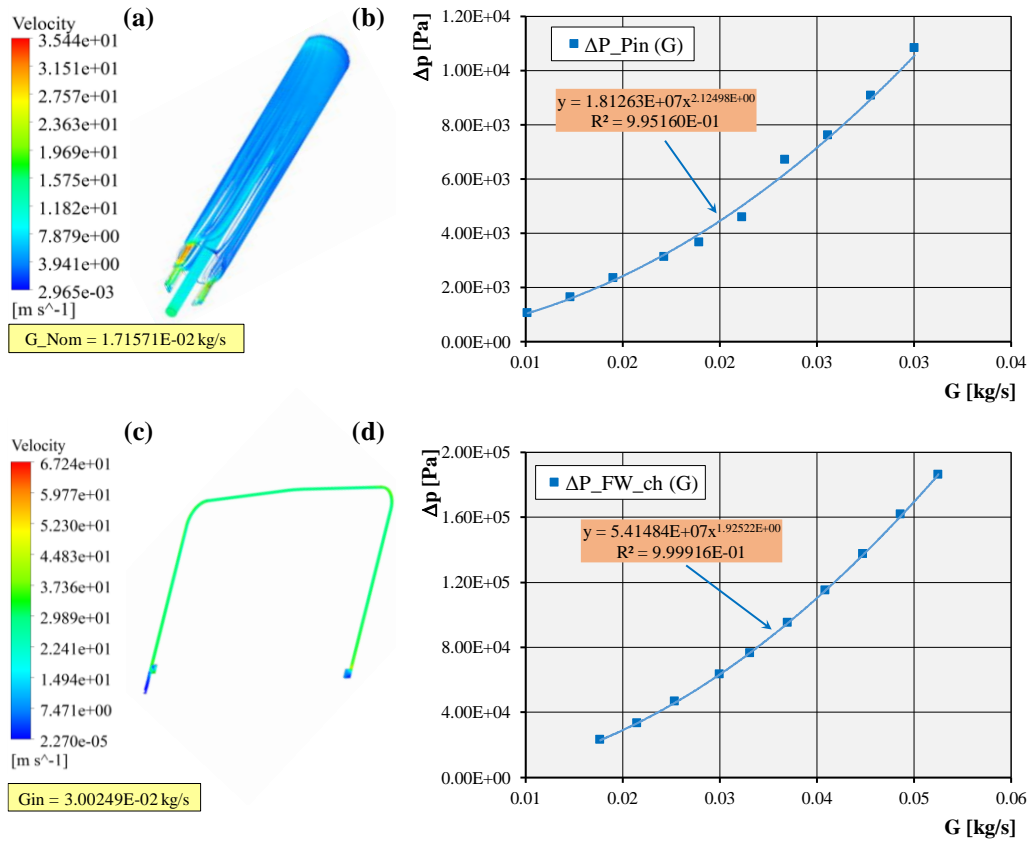 (a)
Velocity
3.544e+01
3.151e+01
2.757e+01
2.363e+01
1.969e+01
1.575e+01
1.182e+01
7.879e+00
3.941e+00
2.965e-03
[m s^-1]
G_Nom = 1.71571E-02 kg/s
(b)
Δp [Pa]
1.20E+04
1.00E+04
8.00E+03
6.00E+03
4.00E+03
2.00E+03
0.00E+00
ΔP_Pin (G)
y = 1.81263E+07x^2.12498E+00
R² = 9.95160E-01
0.01 0.02 0.02 0.03 0.03 0.04
G [kg/s]
(c)
Velocity
6.724e+01
5.977e+01
5.230e+01
4.483e+01
3.736e+01
2.989e+01
2.241e+01
1.494e+01
7.471e+00
2.270e-05
[m s^-1]
Gin = 3.00249E-02 kg/s
(d)
Δp [Pa]
2.00E+05
1.60E+05
1.20E+05
8.00E+04
4.00E+04
0.00E+00
ΔP_FW_ch (G)
y = 5.41484E+07x^1.92522E+00
R² = 9.99916E-01
0.01 0.02 0.03 0.04 0.05 0.06
G [kg/s]